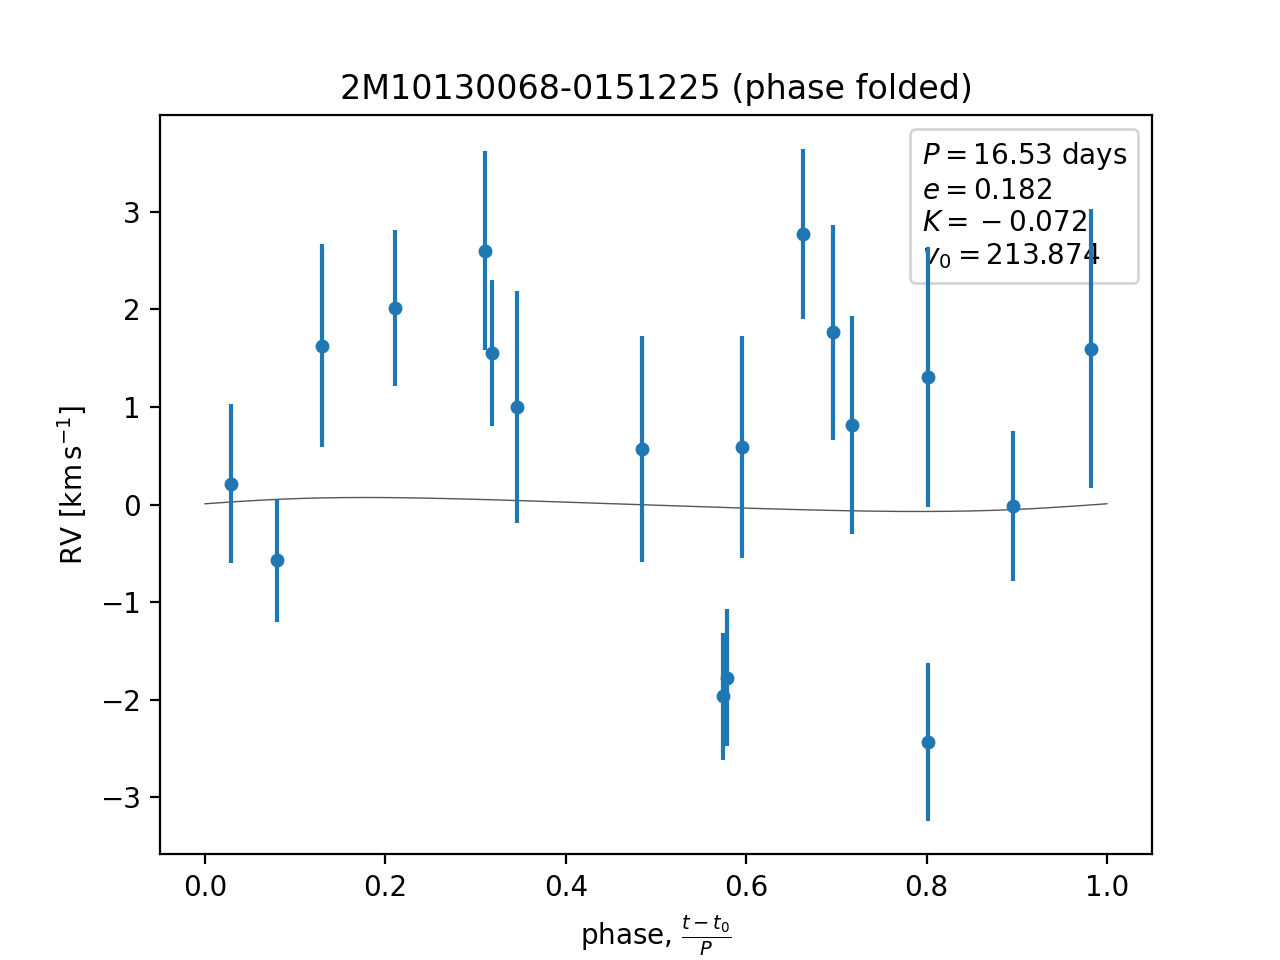 2M10130068-0151225 (phase folded)
P = 16.53 days
e = 0.182
K = −0.072
v₀ = 213.874
3
2
1
0
−1
−2
−3
RV [km s⁻¹]
0.0 0.2 0.4 0.6 0.8 1.0
phase, (t − t₀)/P